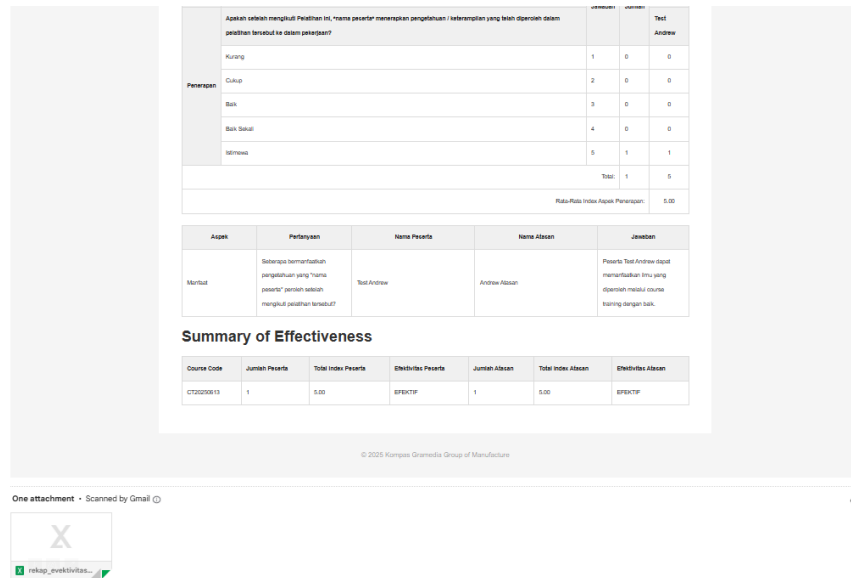 Jawaban Jumlah
Apakah setelah mengikuti Pelatihan ini, *nama peserta* menerapkan pengetahuan / keterampilan yang telah diperoleh dalam
pelatihan tersebut ke dalam pekerjaan?
Test
Andrew
Penerapan
Kurang 1 0 0
Cukup 2 0 0
Baik 3 0 0
Baik Sekali 4 0 0
Istimewa 5 1 1
Total: 1 5
Rata-Rata Index Aspek Penerapan: 5.00
Aspek Pertanyaan Nama Peserta Nama Atasan Jawaban
Manfaat
Seberapa bermanfaatkah
pengetahuan yang "nama
peserta" peroleh setelah
mengikuti pelatihan tersebut?
Test Andrew
Andrew Atasan
Peserta Test Andrew dapat
memanfaatkan ilmu yang
diperoleh melalui course
training dengan baik.
Summary of Effectiveness
Course Code Jumlah Peserta Total Index Peserta Efektivitas Peserta Jumlah Atasan Total Index Atasan Efektivitas Atasan
CT20250613 1 5.00 EFEKTIF 1 5.00 EFEKTIF
© 2025 Kompas Gramedia Group of Manufacture
One attachment • Scanned by Gmail
X
X rekap_evektivitas...